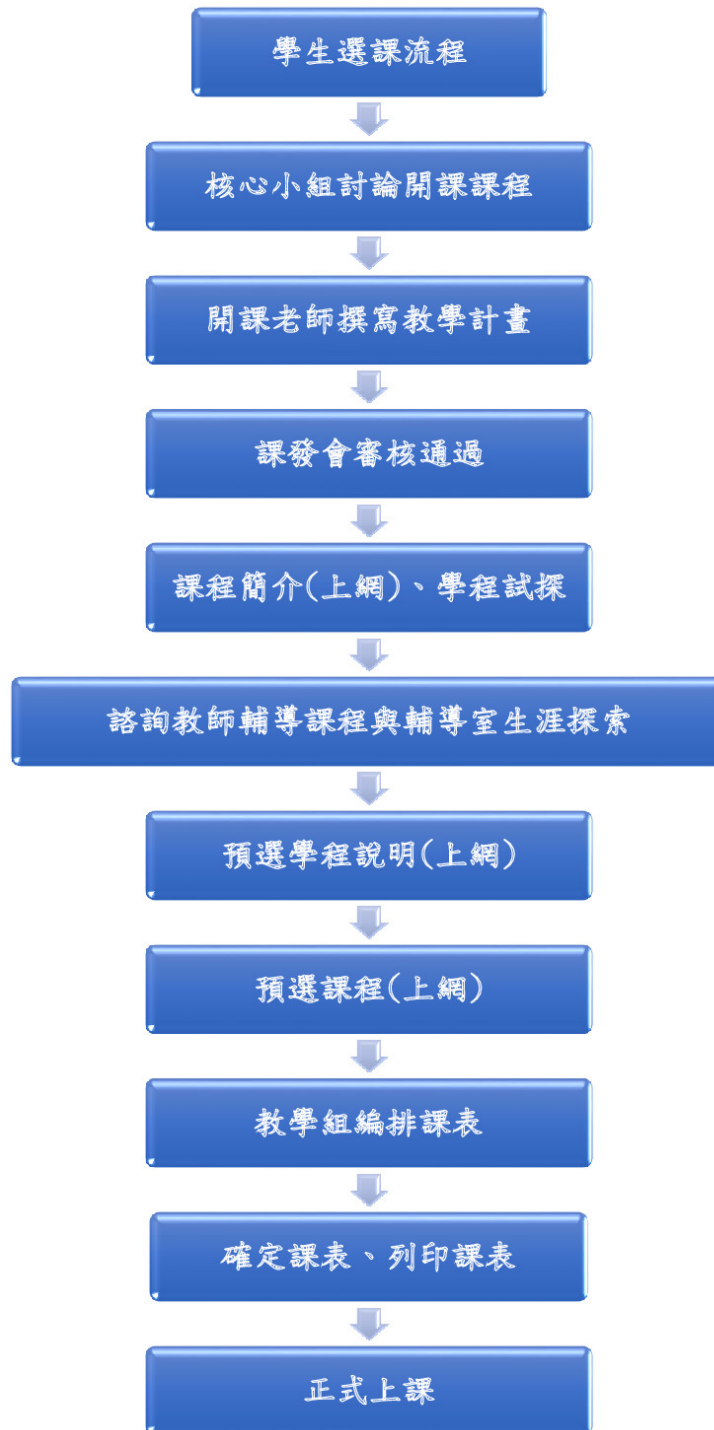 學生選課流程
核心小組討論開課課程
開課老師撰寫教學計畫
課發會審核通過
課程簡介(上網)、學程試探
諮詢教師輔導課程與輔導室生涯探索
預選學程說明(上網)
預選課程(上網)
教學組編排課表
確定課表、列印課表
正式上課